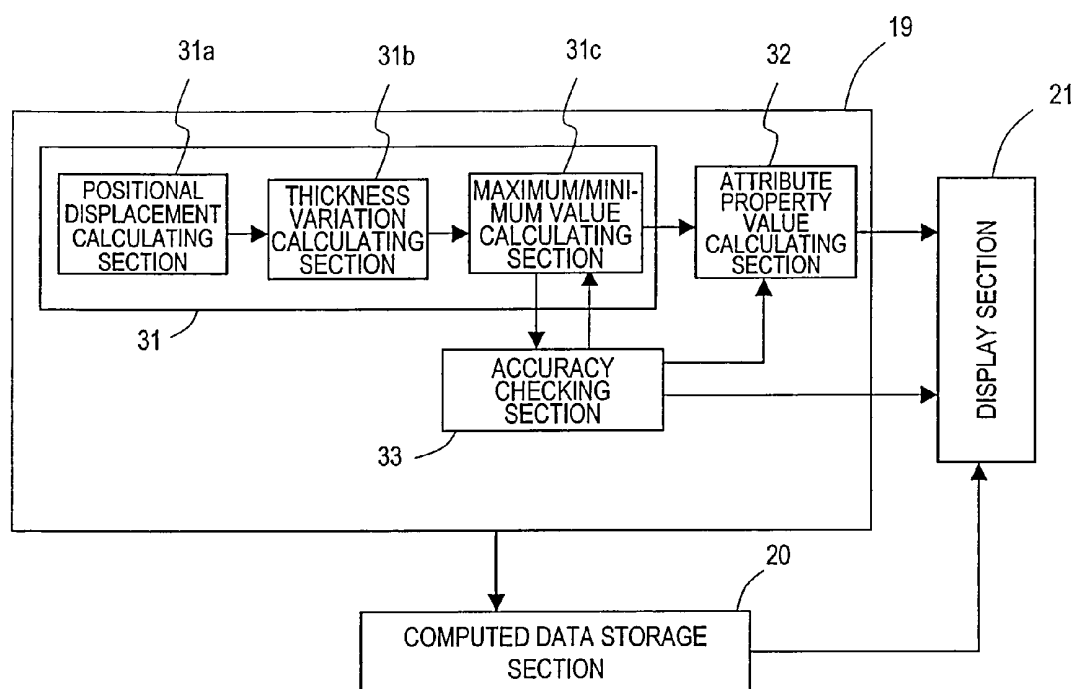 19
31a
31b
31c
32
21
POSITIONAL
DISPLACEMENT
CALCULATING
SECTION
THICKNESS
VARIATION
CALCULATING
SECTION
MAXIMUM/MINI-
MUM VALUE
CALCULATING
SECTION
ATTRIBUTE
PROPERTY
VALUE
CALCULATING
SECTION
DISPLAY SECTION
31
ACCURACY
CHECKING
SECTION
33
20
COMPUTED DATA STORAGE
SECTION